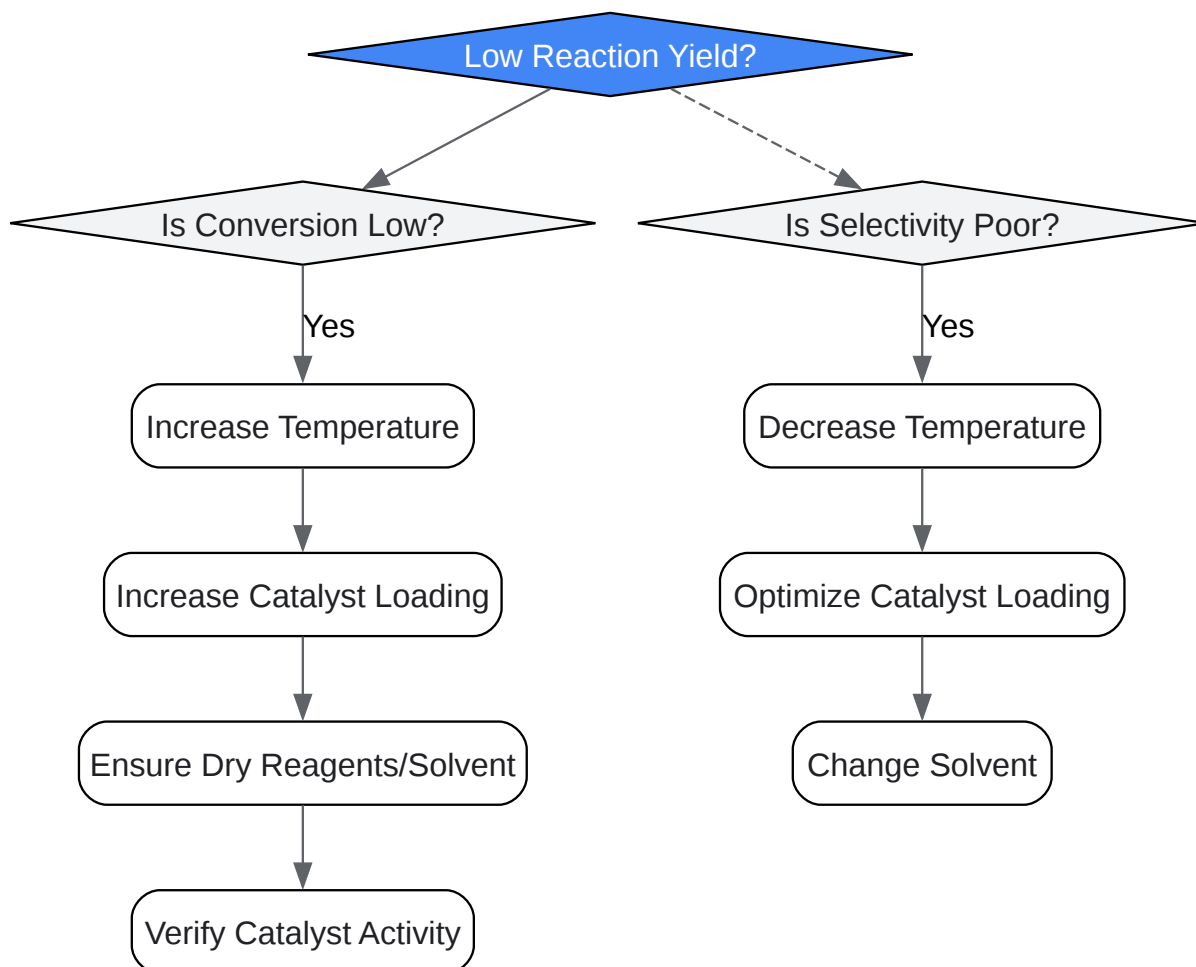 Low Reaction Yield?
Is Conversion Low?
Is Selectivity Poor?
Yes
Yes
Increase Temperature
Decrease Temperature
Increase Catalyst Loading
Optimize Catalyst Loading
Ensure Dry Reagents/Solvent
Change Solvent
Verify Catalyst Activity